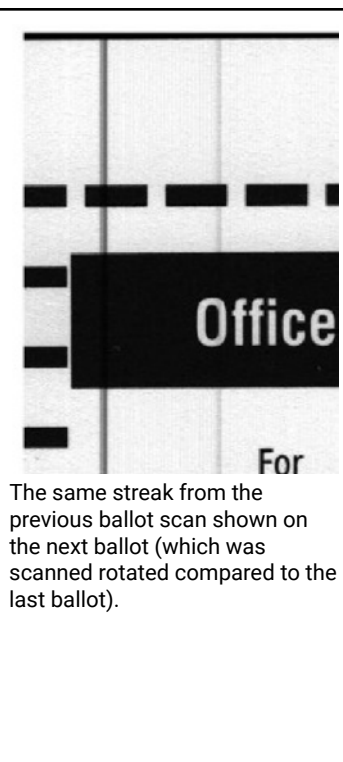 Office
For
The same streak from the
previous ballot scan shown on
the next ballot (which was
scanned rotated compared to the
last ballot).